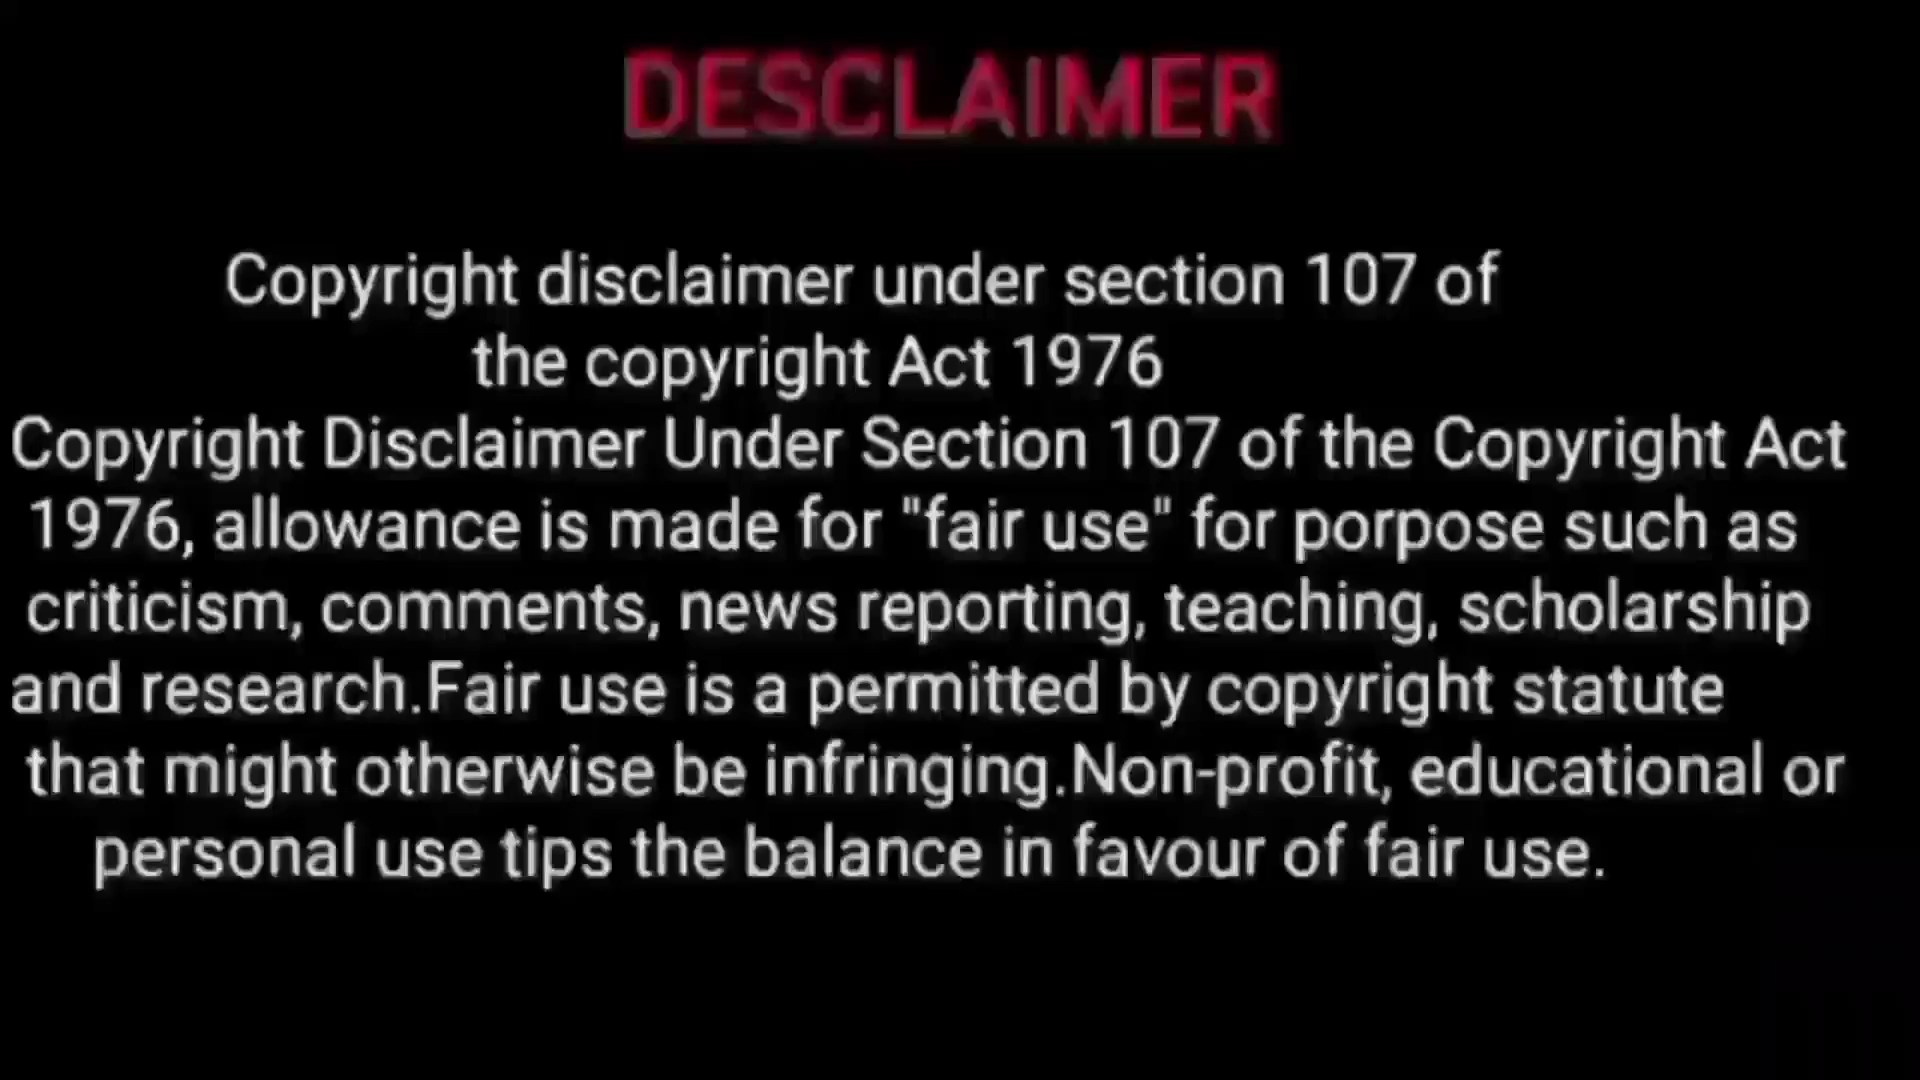 DESCLAIMER
Copyright disclaimer under section 107 of
the copyright Act 1976
Copyright Disclaimer Under Section 107 of the Copyright Act
1976, allowance is made for "fair use" for porpose such as
criticism, comments, news reporting, teaching, scholarship
and research.Fair use is a permitted by copyright statute
that might otherwise be infringing.Non-profit, educational or
personal use tips the balance in favour of fair use.